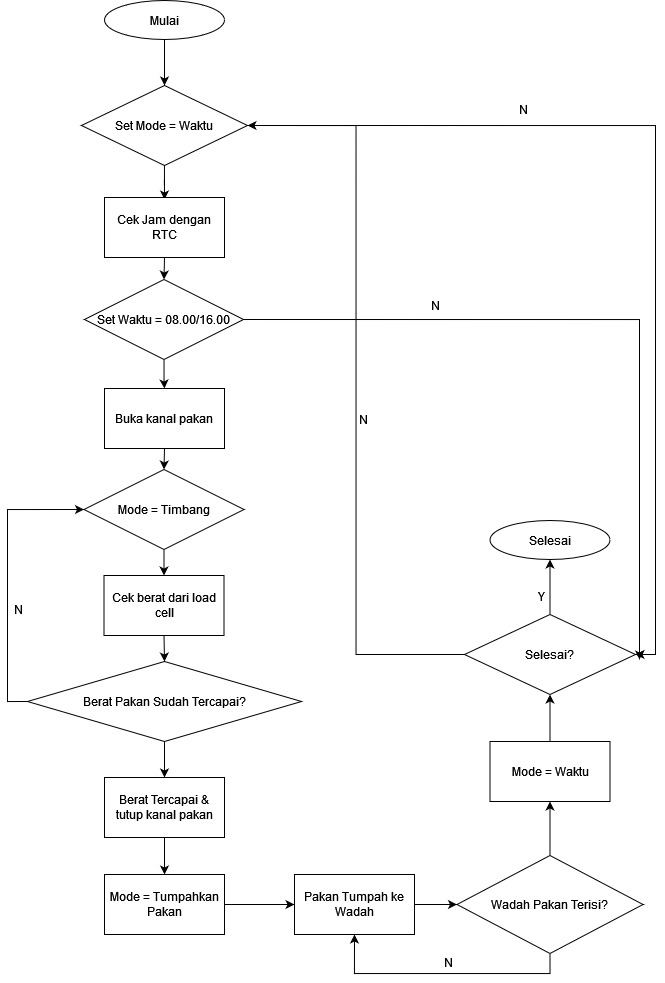 Mulai
N
Set Mode = Waktu
Cek Jam dengan
RTC
N
Set Waktu = 08.00/16.00
Buka kanal pakan
N
Mode = Timbang
Selesai
Cek berat dari load
cell
Y
N
Selesai?
Berat Pakan Sudah Tercapai?
Mode = Waktu
Berat Tercapai &
tutup kanal pakan
Mode = Tumpahkan
Pakan
Pakan Tumpah ke
Wadah
Wadah Pakan Terisi?
N